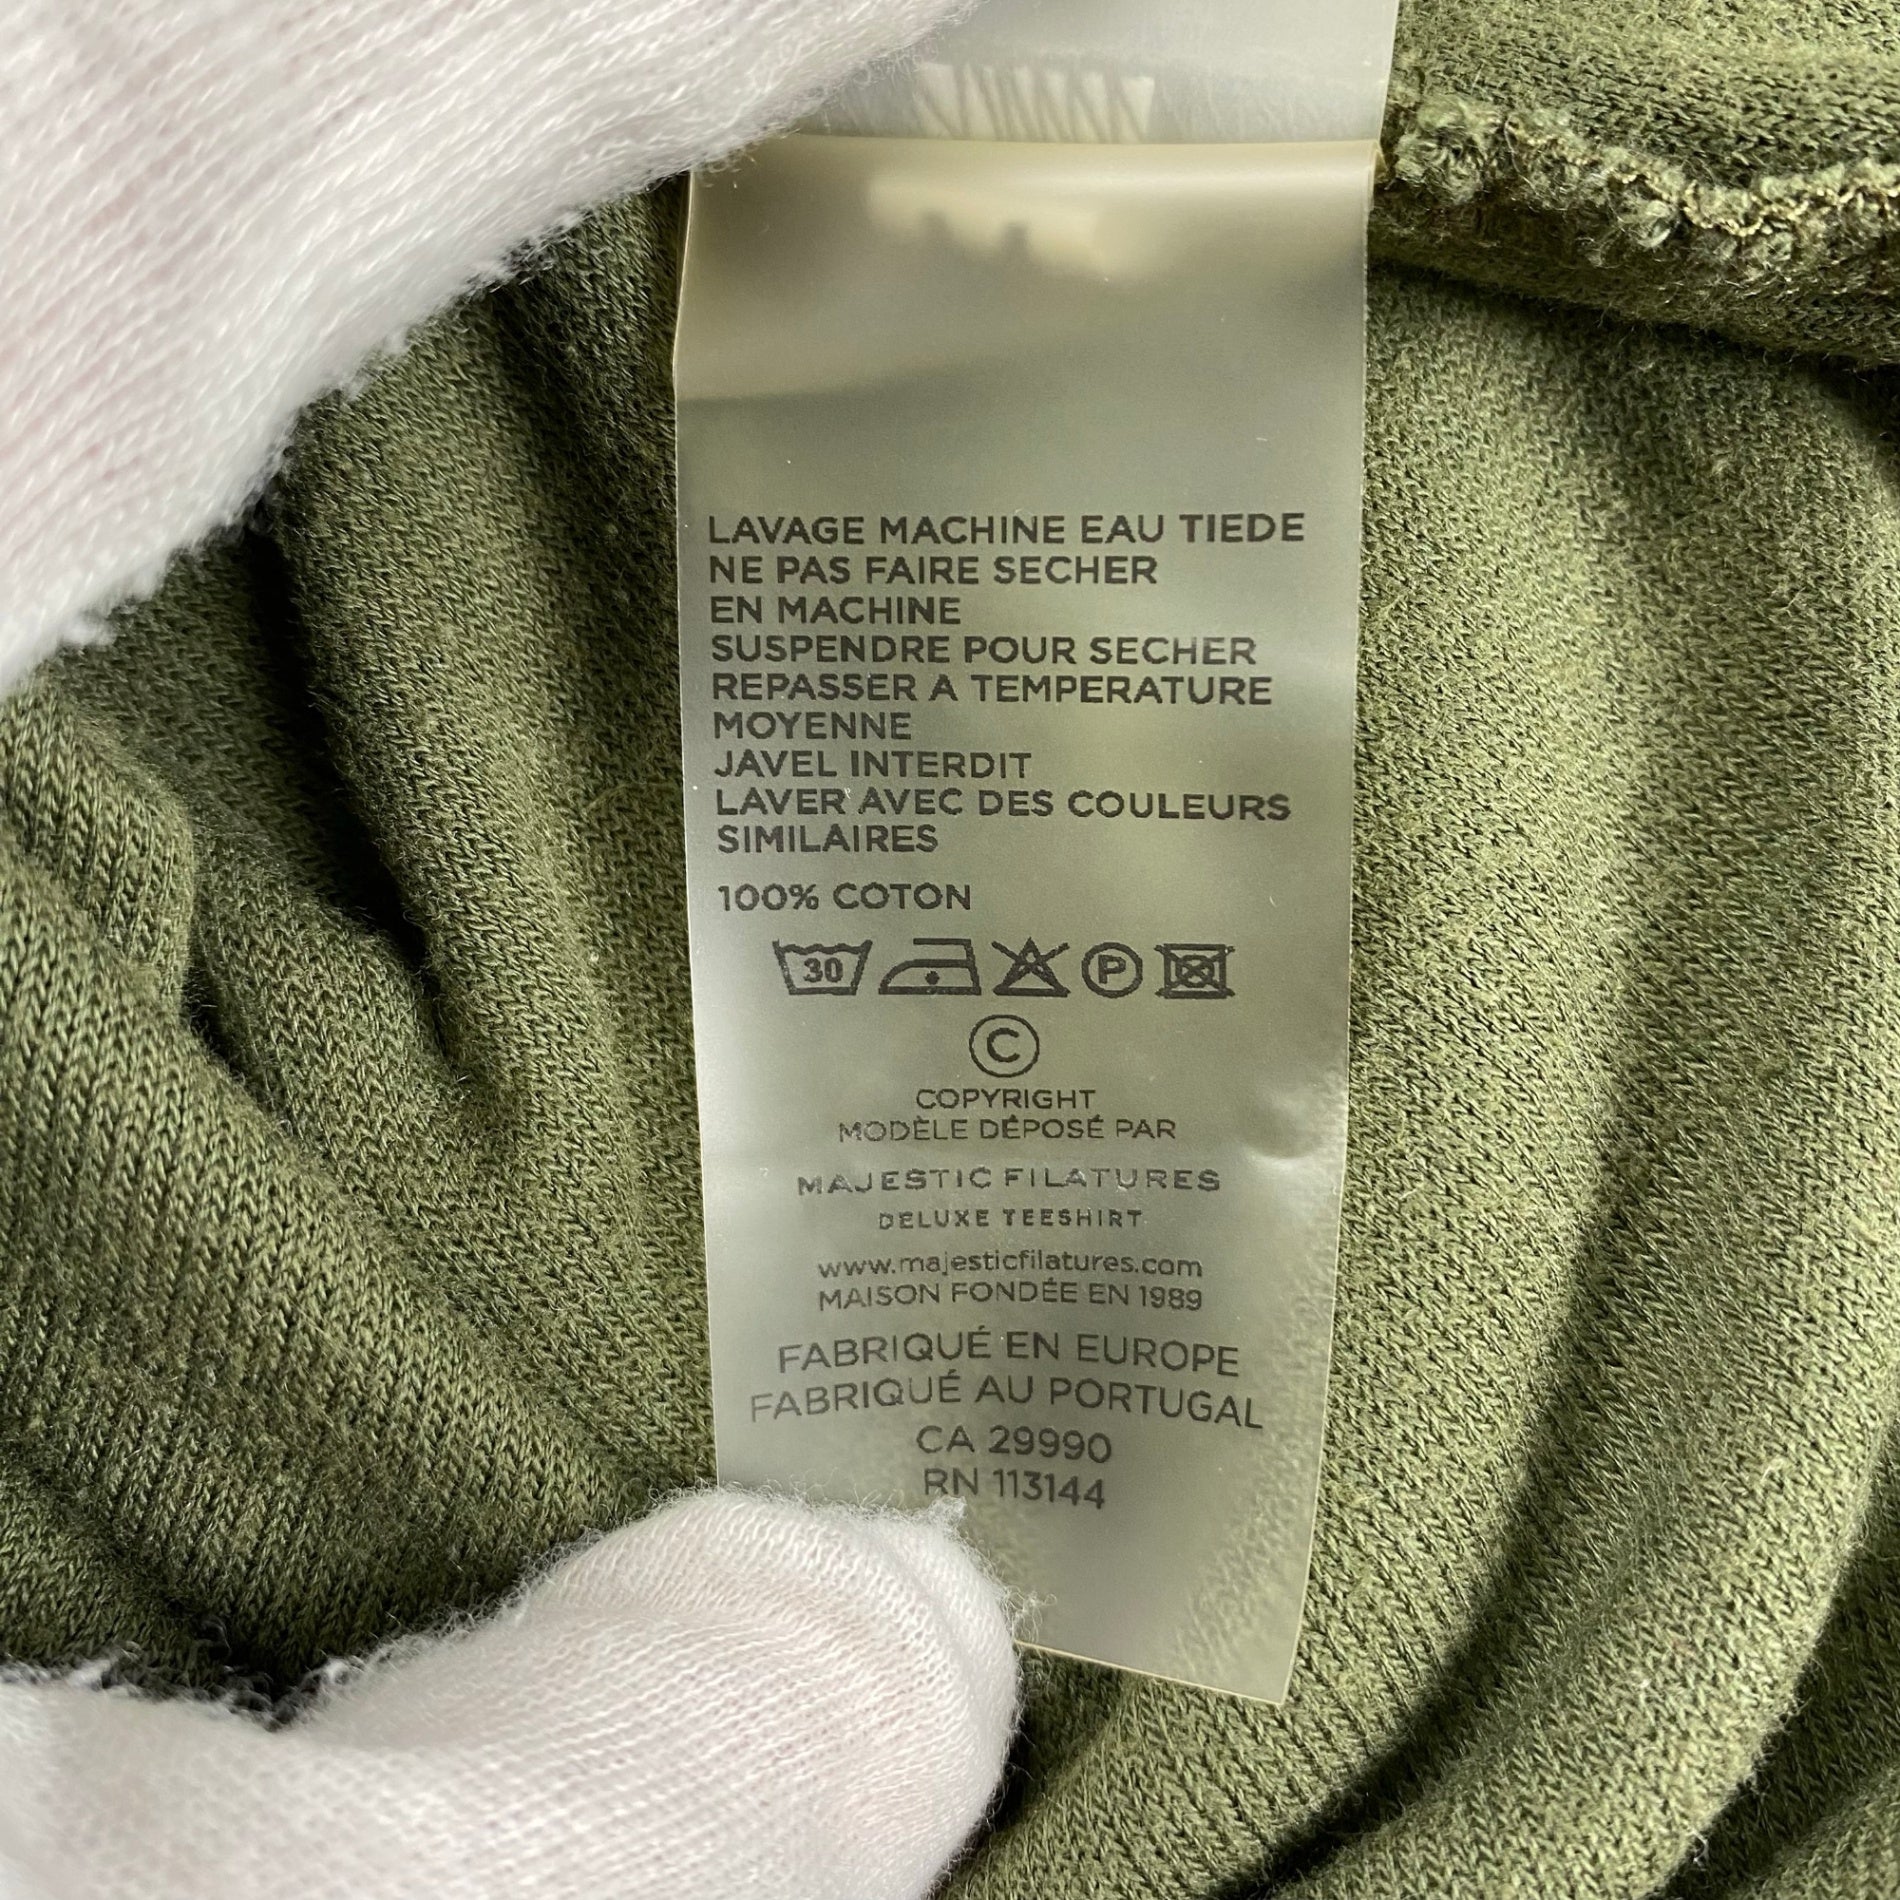 LAVAGE MACHINE EAU TIEDE
NE PAS FAIRE SECHER
EN MACHINE
SUSPENDRE POUR SECHER
REPASSER A TEMPERATURE
MOYENNE
JAVEL INTERDIT
LAVER AVEC DES COULEURS
SIMILAIRES
100% COTON
30 P
©
COPYRIGHT
MODÈLE DÉPOSÉ PAR
MAJESTIC FILATURES
DELUXE TEESHIRT
www.majesticfilatures.com
MAISON FONDÉE EN 1989
FABRIQUÉ EN EUROPE
FABRIQUÉ AU PORTUGAL
CA 29990
RN 113144